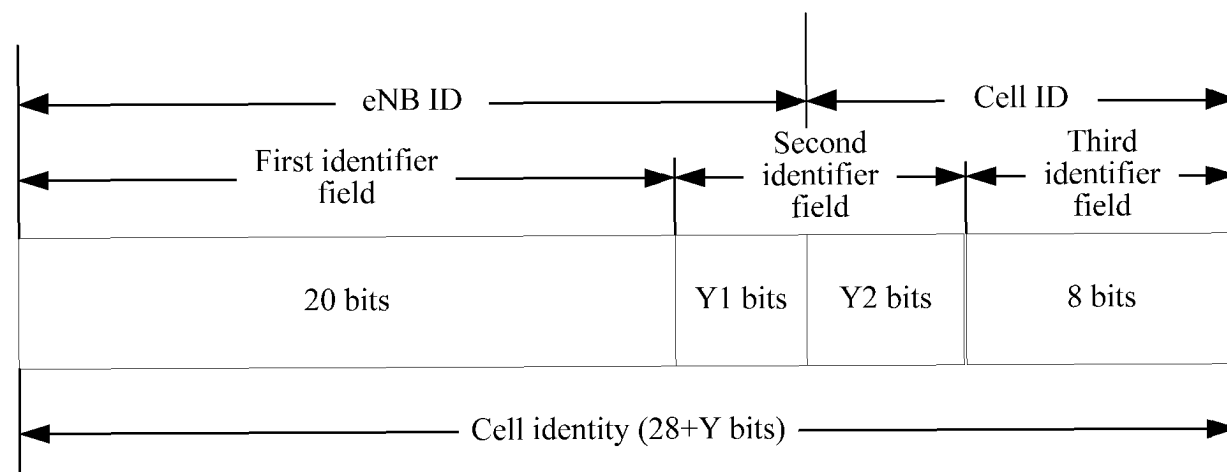 eNB ID
Cell ID
First identifier
field
Second
identifier
field
Third
identifier
field
20 bits
Y1 bits
Y2 bits
8 bits
Cell identity (28+Y bits)